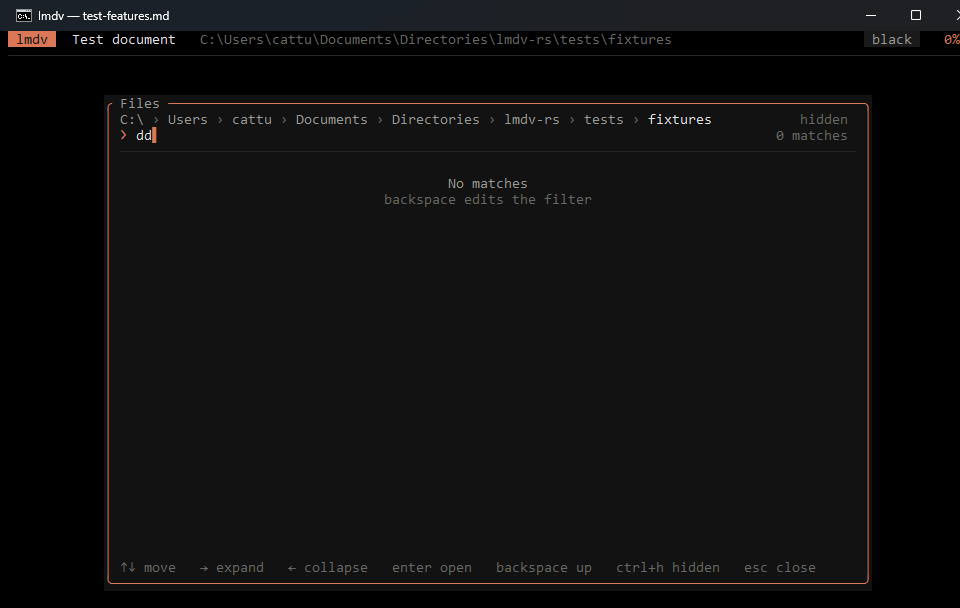 lmdv — test-features.md
lmdv Test document C:\Users\cattu\Documents\Directories\lmdv-rs\tests\fixtures black 0%
Files
C:\ › Users › cattu › Documents › Directories › lmdv-rs › tests › fixtures hidden
❯ dd 0 matches
No matches
backspace edits the filter
↑↓ move → expand ← collapse enter open backspace up ctrl+h hidden esc close